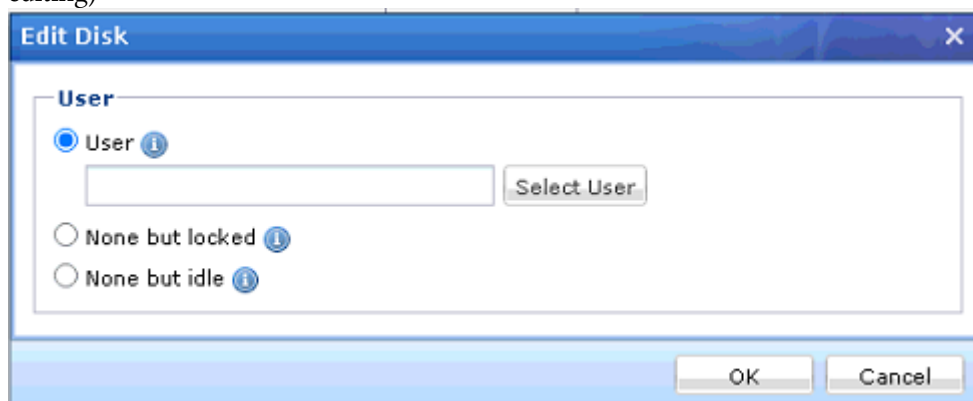 Edit Disk
User
User
Select User
None but locked
None but idle
OK Cancel